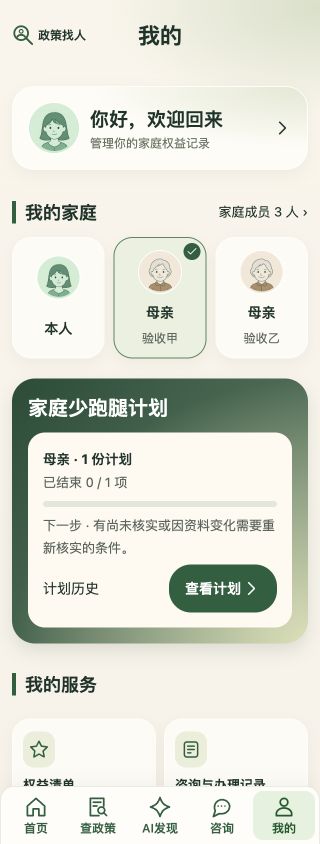 政策找人
我的
你好，欢迎回来
管理你的家庭权益记录
我的家庭
家庭成员 3 人 ›
本人
母亲
验收甲
母亲
验收乙
家庭少跑腿计划
母亲 · 1 份计划
已结束 0 / 1 项
下一步 · 有尚未核实或因资料变化需要重
新核实的条件。
计划历史
查看计划
我的服务
权益清单
咨询与办理记录
首页
查政策
AI发现
咨询
我的